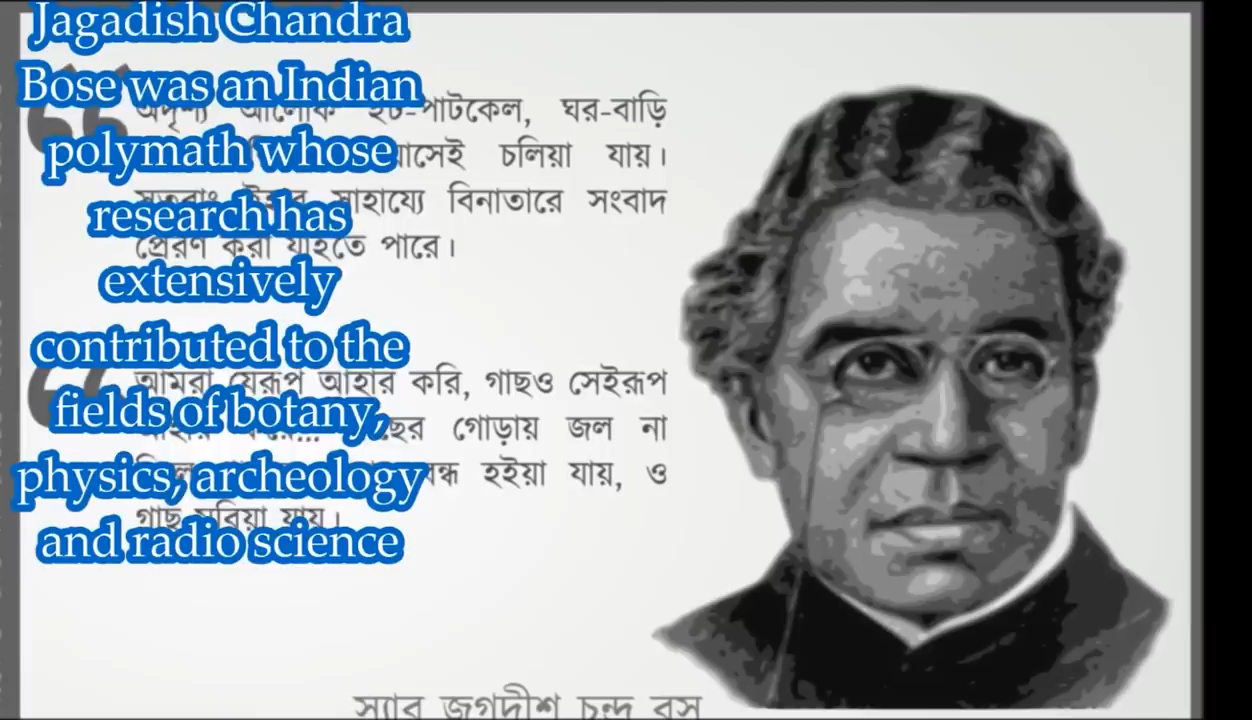 Jagadish Chandra
Bose was an Indian
polymath whose
research has
extensively
contributed to the
fields of botany,
physics, archeology
and radio science
অদৃশ্য আলোক ইট-পাটকেল, ঘর-বাড়ি
চলিয়া যায়।
সাহায্যে বিনাতারে সংবাদ
প্রেরণ করা যাইতে পারে।
আমরা যেরূপ আহার করি, গাছও সেইরূপ
গোড়ায় জল না
হইয়া যায়, ও
গাছ মরিয়া যায়।
স্যার জগদীশ চন্দ্র বসু